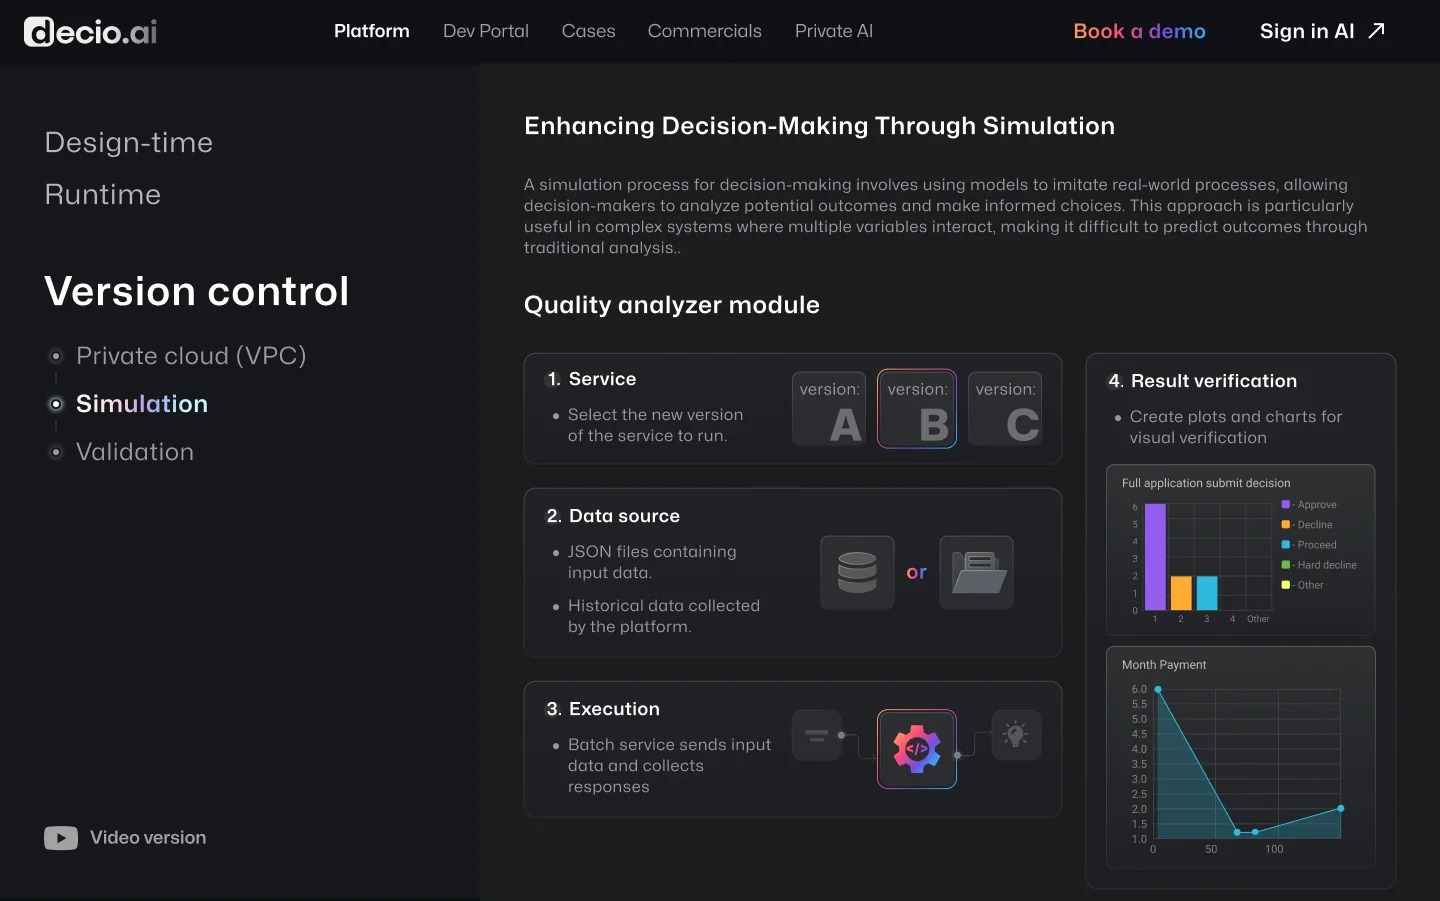 decio.ai
Platform
Dev Portal
Cases
Commercials
Private AI
Book a demo
Sign in AI
Design-time
Runtime
Version control
Private cloud (VPC)
Simulation
Validation
Video version
Enhancing Decision-Making Through Simulation
A simulation process for decision-making involves using models to imitate real-world processes, allowing
decision-makers to analyze potential outcomes and make informed choices. This approach is particularly
useful in complex systems where multiple variables interact, making it difficult to predict outcomes through
traditional analysis..
Quality analyzer module
1. Service
Select the new version
of the service to run.
version:
A
version:
B
version:
C
2. Data source
JSON files containing
input data.
Historical data collected
by the platform.
or
3. Execution
Batch service sends input
data and collects
responses
</>
4. Result verification
Create plots and charts for
visual verification
Full application submit decision
6
5
4
3
2
1
0
1 2 3 4 Other
- Approve
- Decline
- Proceed
- Hard decline
- Other
Month Payment
6.0
5.5
5.0
4.5
4.0
3.5
3.0
2.5
2.0
1.5
1.0
0 50 100